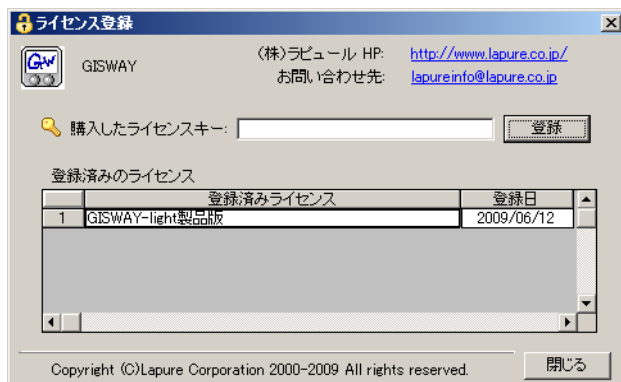 ライセンス登録
GW
GISWAY
(株)ラピュール HP: http://www.lapure.co.jp/
お問い合わせ先: lapureinfo@lapure.co.jp
購入したライセンスキー:
登録
登録済みのライセンス
登録済みライセンス 登録日
1 GISWAY-light製品版 2009/06/12
Copyright (C)Lapure Corporation 2000-2009 All rights reserved.
閉じる